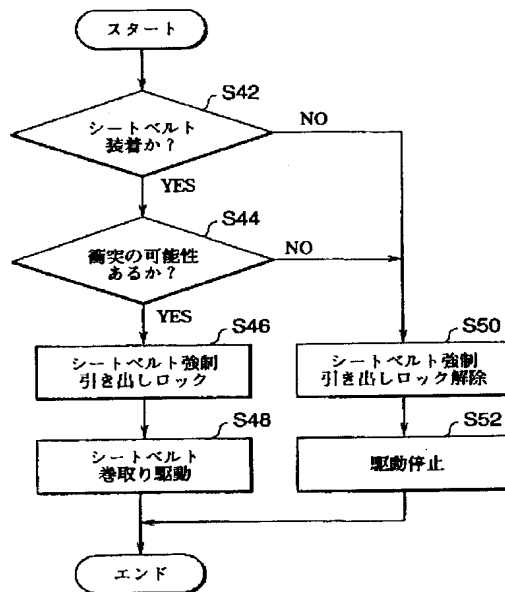 スタート
S42
シートベルト
装着か？
NO
YES
S44
衝突の可能性
あるか？
NO
YES
S46
シートベルト強制
引き出しロック
S50
シートベルト強制
引き出しロック解除
S48
シートベルト
巻取り駆動
S52
駆動停止
エンド